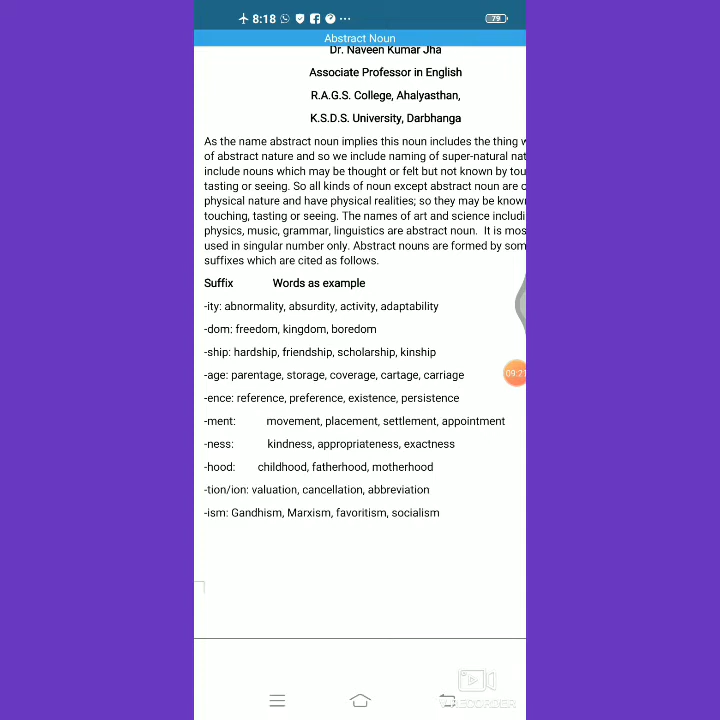 8:18
79
Abstract Noun
Dr. Naveen Kumar Jha
Associate Professor in English
R.A.G.S. College, Ahalyasthan,
K.S.D.S. University, Darbhanga
As the name abstract noun implies this noun includes the thing
of abstract nature and so we include naming of super-natural
include nouns which may be thought or felt but not known by
tasting or seeing. So all kinds of noun except abstract noun are
physical nature and have physical realities; so they may be
touching, tasting or seeing. The names of art and science
physics, music, grammar, linguistics are abstract noun. It is
used in singular number only. Abstract nouns are formed by
suffixes which are cited as follows.
Suffix Words as example
-ity: abnormality, absurdity, activity, adaptability
-dom: freedom, kingdom, boredom
-ship: hardship, friendship, scholarship, kinship
-age: parentage, storage, coverage, cartage, carriage
09:21
-ence: reference, preference, existence, persistence
-ment: movement, placement, settlement, appointment
-ness: kindness, appropriateness, exactness
-hood: childhood, fatherhood, motherhood
-tion/ion: valuation, cancellation, abbreviation
-ism: Gandhism, Marxism, favoritism, socialism